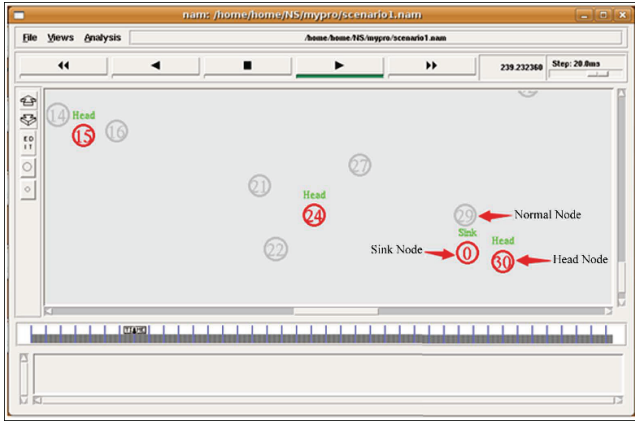 nam: /home/home/NS/mypro/scenario1.nam
File Views Analysis /home/home/NS/mypro/scenario1.nam
239.232360 Step: 20.0ms
14 Head
15 16
27
21
Head
24
29 Normal Node
Sink Head
22 Sink Node 0 30 Head Node